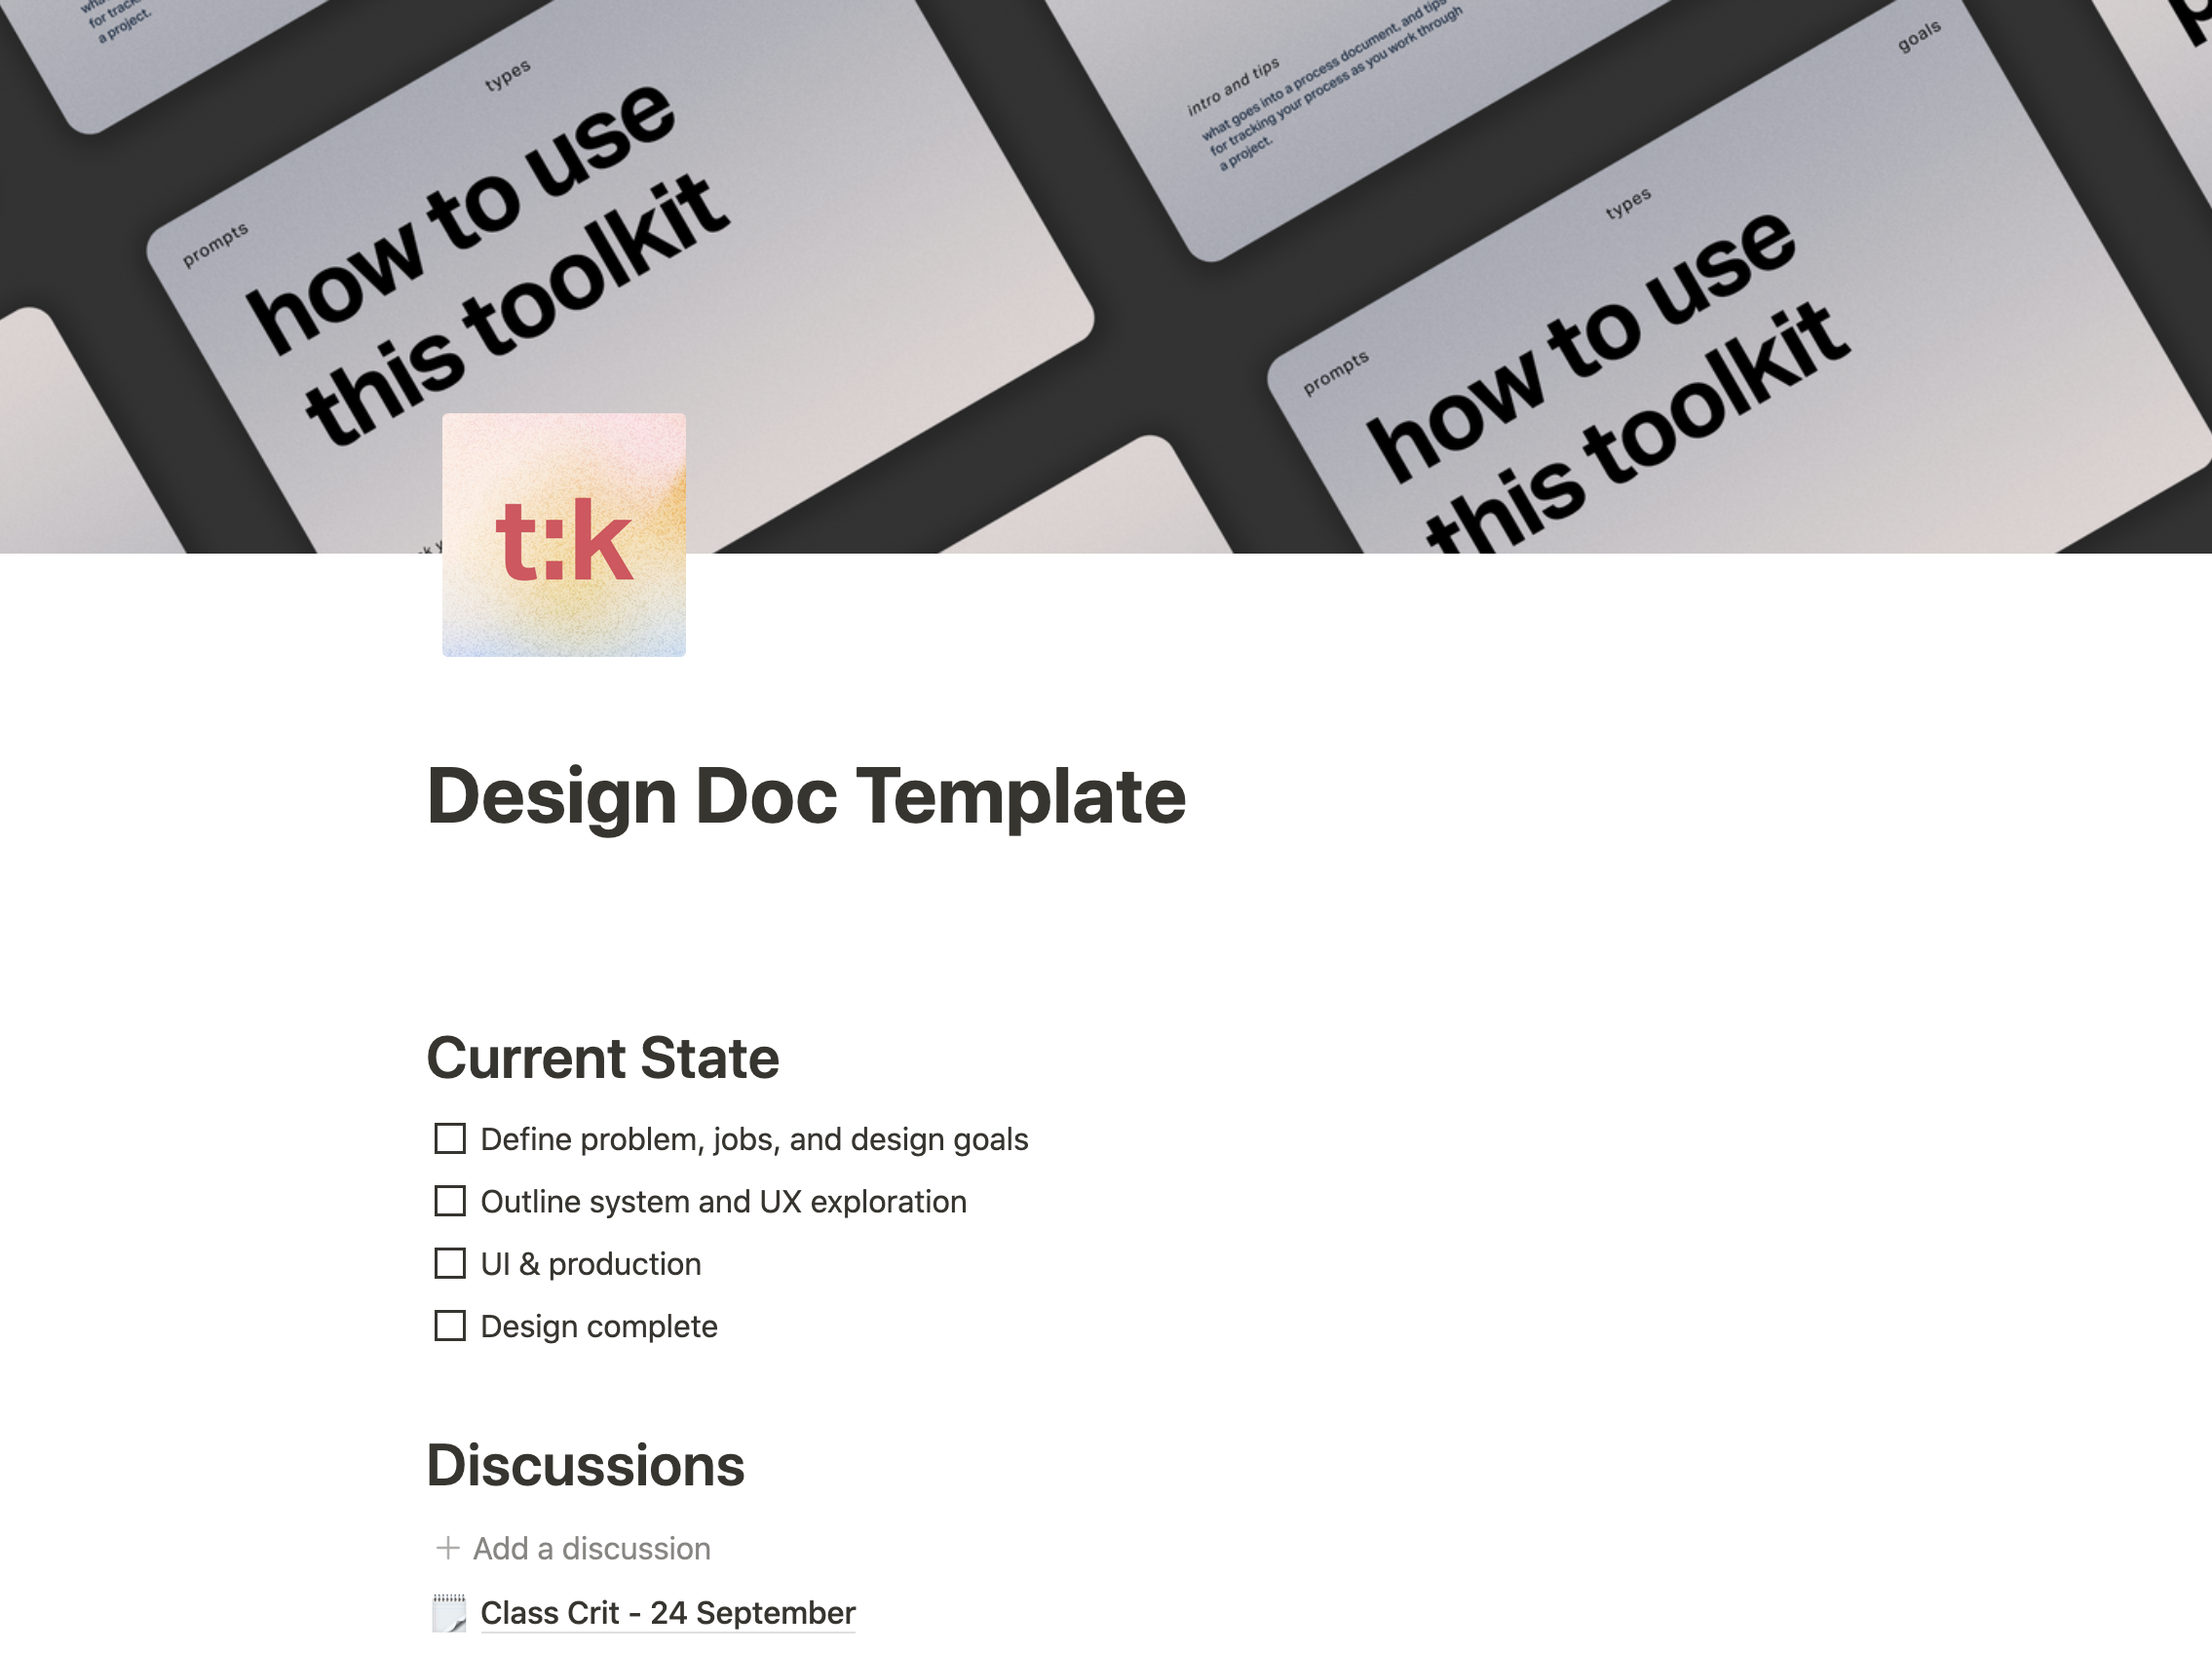 for tracki
a project.
types
prompts
how to use
this toolkit
intro and tips
what goes into a process document, and tips
for tracking your process as you work through
a project.
goals
types
prompts
how to use
this toolkit
t:k
Design Doc Template
Current State
Define problem, jobs, and design goals
Outline system and UX exploration
UI & production
Design complete
Discussions
+ Add a discussion
Class Crit - 24 September